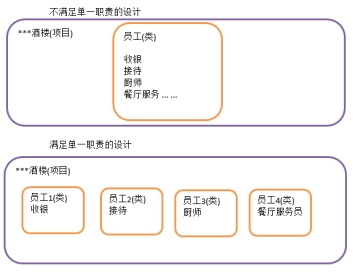 不满足单一职责的设计
***酒楼(项目)
员工(类)
收银
接待
厨师
餐厅服务 ... ...
满足单一职责的设计
***酒楼(项目)
员工1(类)
收银
员工2(类)
接待
员工3(类)
厨师
员工4(类)
餐厅服务员